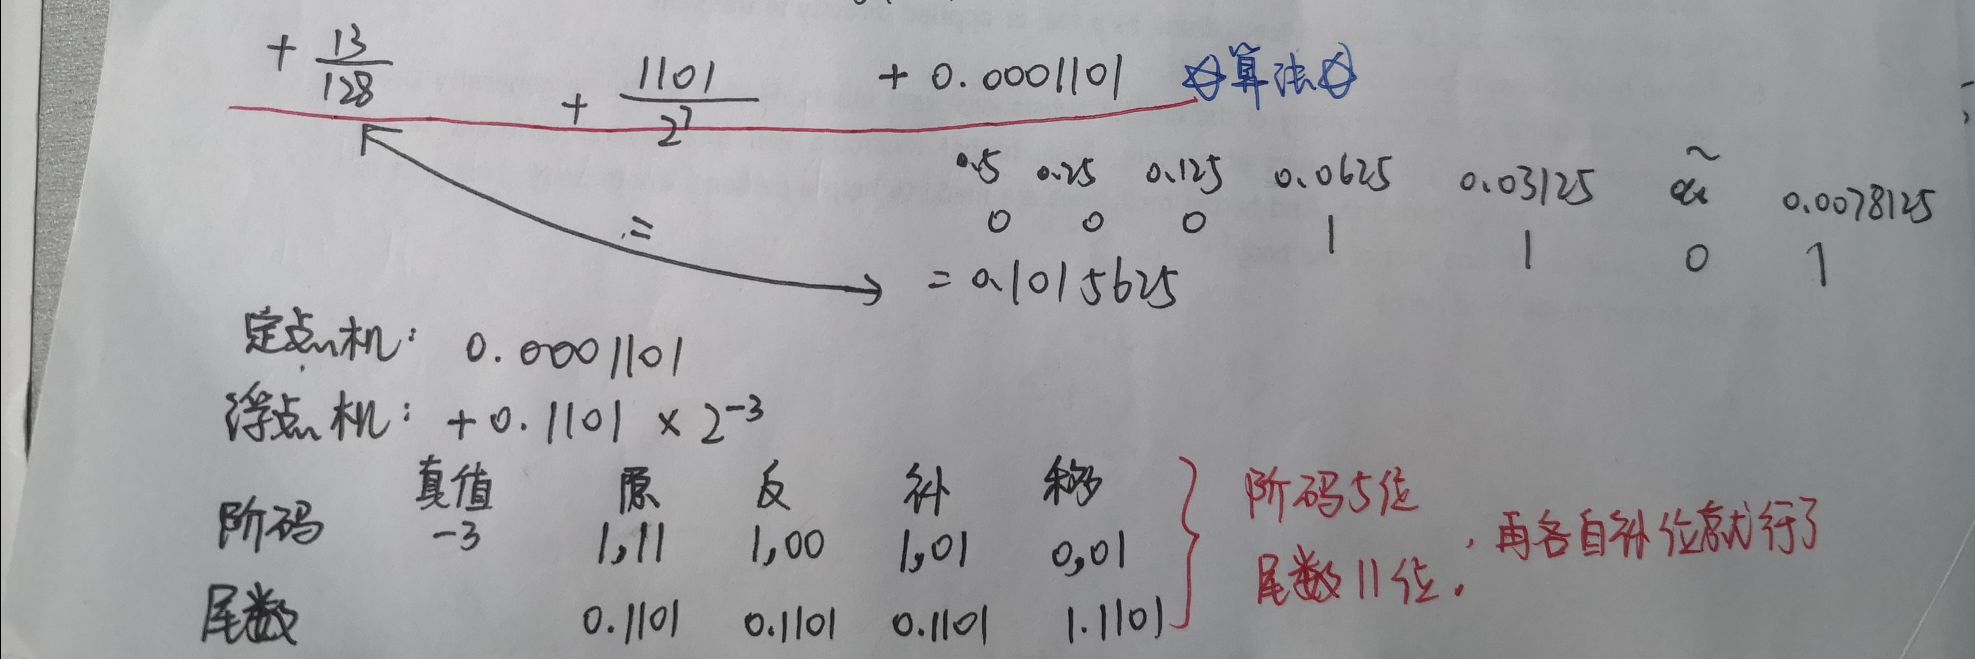 + 13/128 + 1101/2^7 + 0.0001101 ☆算法☆
0.5 0.25 0.125 0.0625 0.03125 ~ 0.0078125
0 0 0 1 1 0 1
= = 0.1015625
定点机: 0.0001101
浮点机: +0.1101 × 2^-3
真值 原 反 补 移
阶码 -3 1,11 1,00 1,01 0,01
尾数 0.1101 0.1101 0.1101 1.1101
阶码5位
尾数11位. , 再各自补位就行了